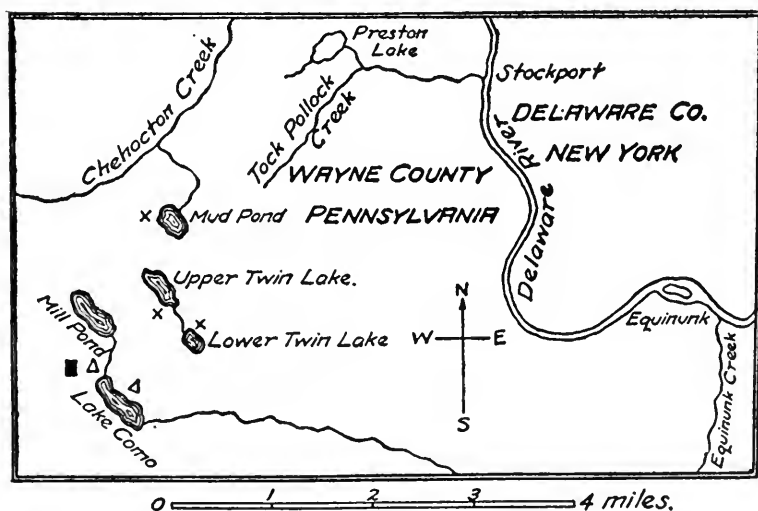 Preston
Lake
Chehocton Creek
Tock Pollock
Creek
Stockport
DELAWARE CO.
NEW YORK
Delaware River
WAYNE COUNTY
PENNSYLVANIA
× Mud Pond
Upper Twin Lake.
× ×
Lower Twin Lake
Mill Pond
Lake Como
N
W E
S
Equinunk
Equinunk Creek
0 1 2 3 4 miles.